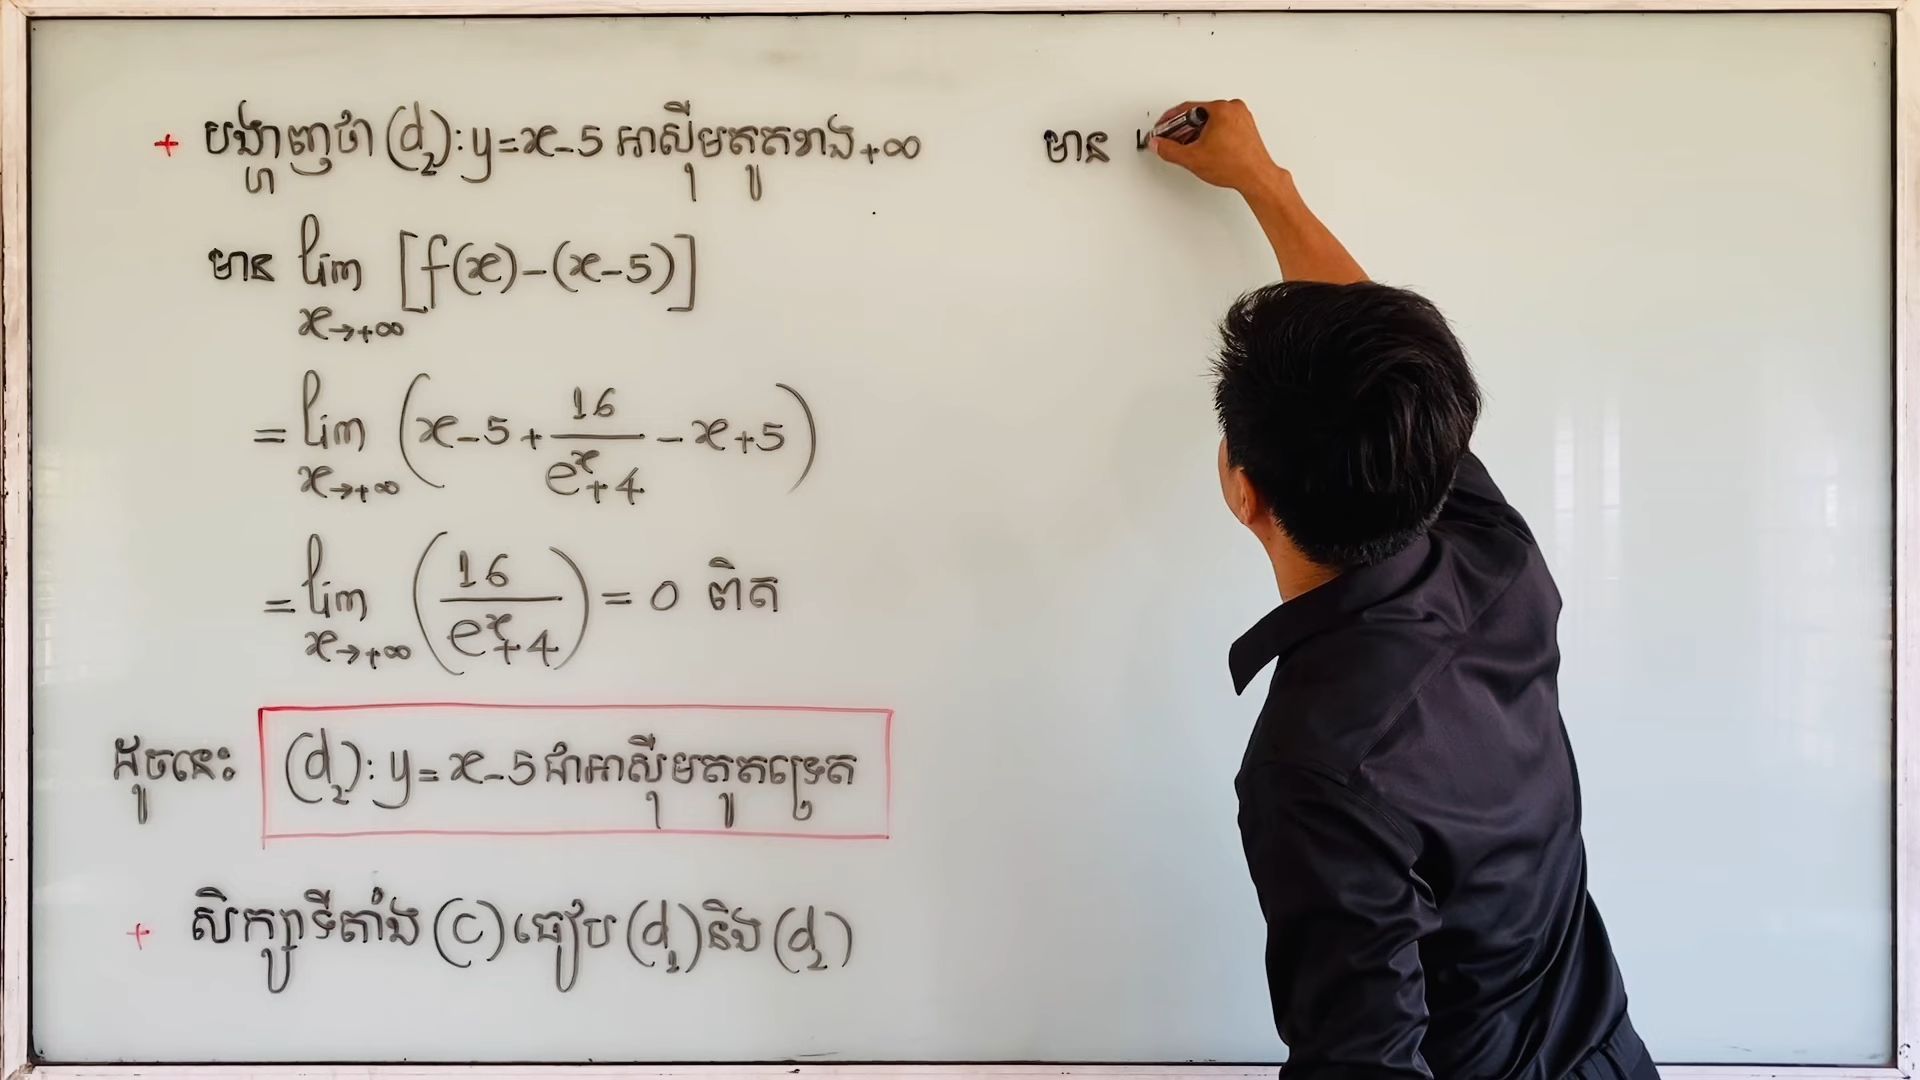 + បង្ហាញថា (d₂): y = x - 5 អាស៊ីមតូតខាង +∞
មាន lim x→+∞ [f(x) - (x - 5)]
= lim x→+∞ (x - 5 + 16/(eˣ + 4) - x + 5)
= lim x→+∞ (16/(eˣ + 4)) = 0 ពិត
ដូចនេះ (d₂): y = x - 5 ជាអាស៊ីមតូតទ្រេត
+ សិក្សាទីតាំង (c) ធៀប (d₁) និង (d₂)
មាន